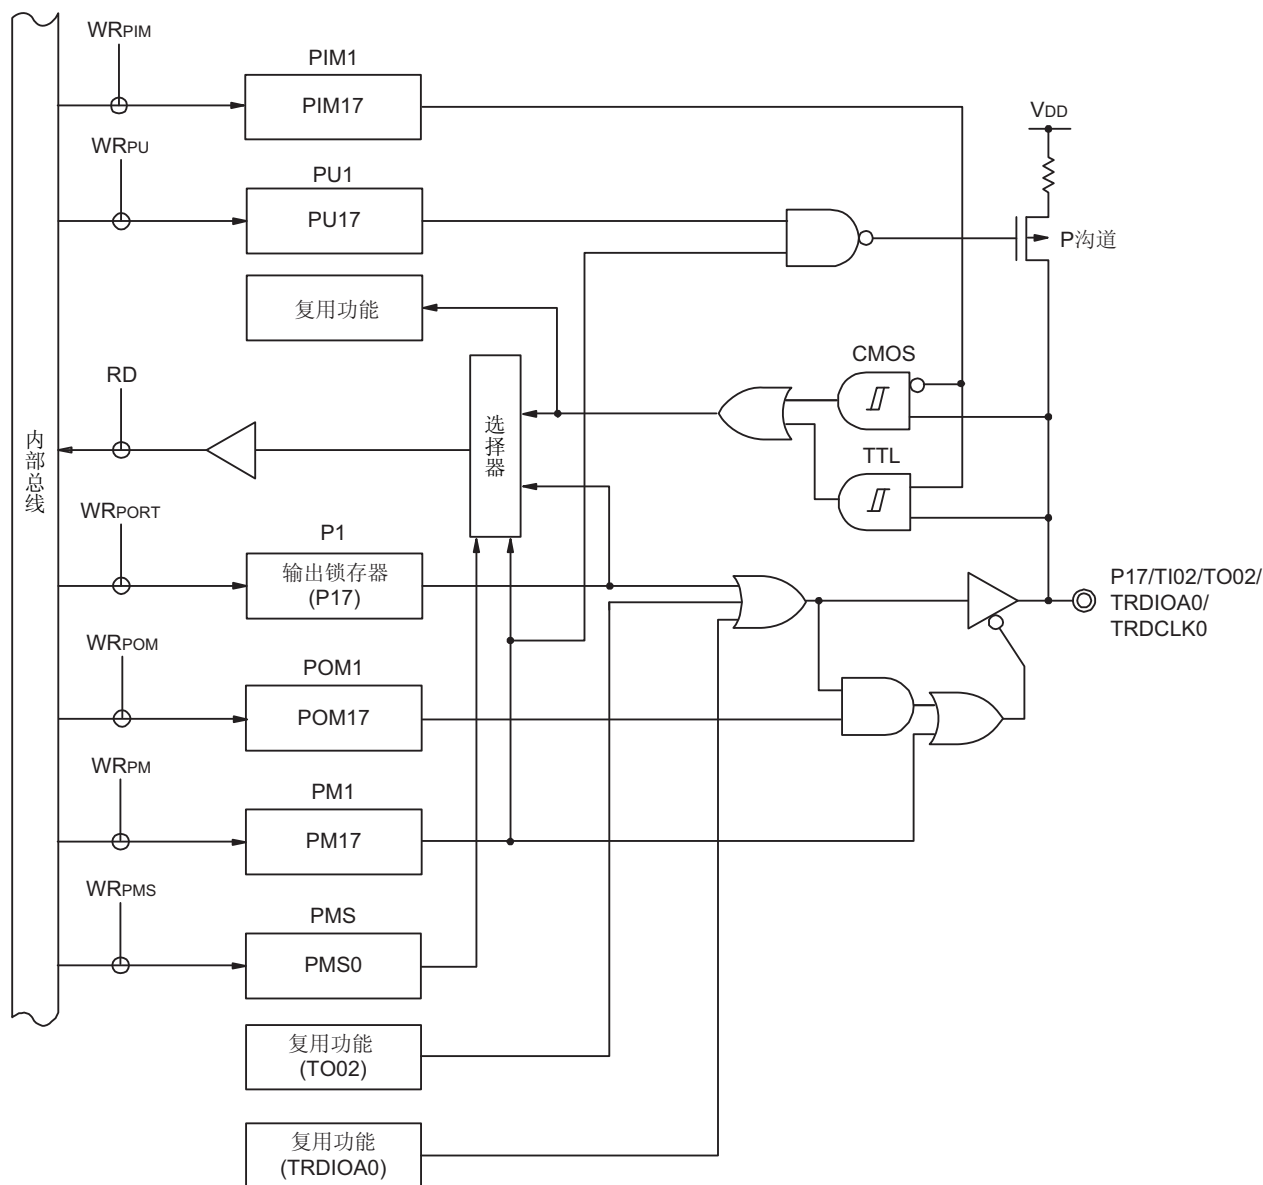 WRPIM
PIM1
PIM17
VDD
WRPU
PU1
PU17
P沟道
复用功能
CMOS
RD
选择器
内部总线
TTL
WRPORT
P1
输出锁存器
(P17)
P17/TI02/TO02/
TRDIOA0/
TRDCLK0
WRPOM
POM1
POM17
WRPM
PM1
PM17
WRPMS
PMS
PMS0
复用功能
(TO02)
复用功能
(TRDIOA0)